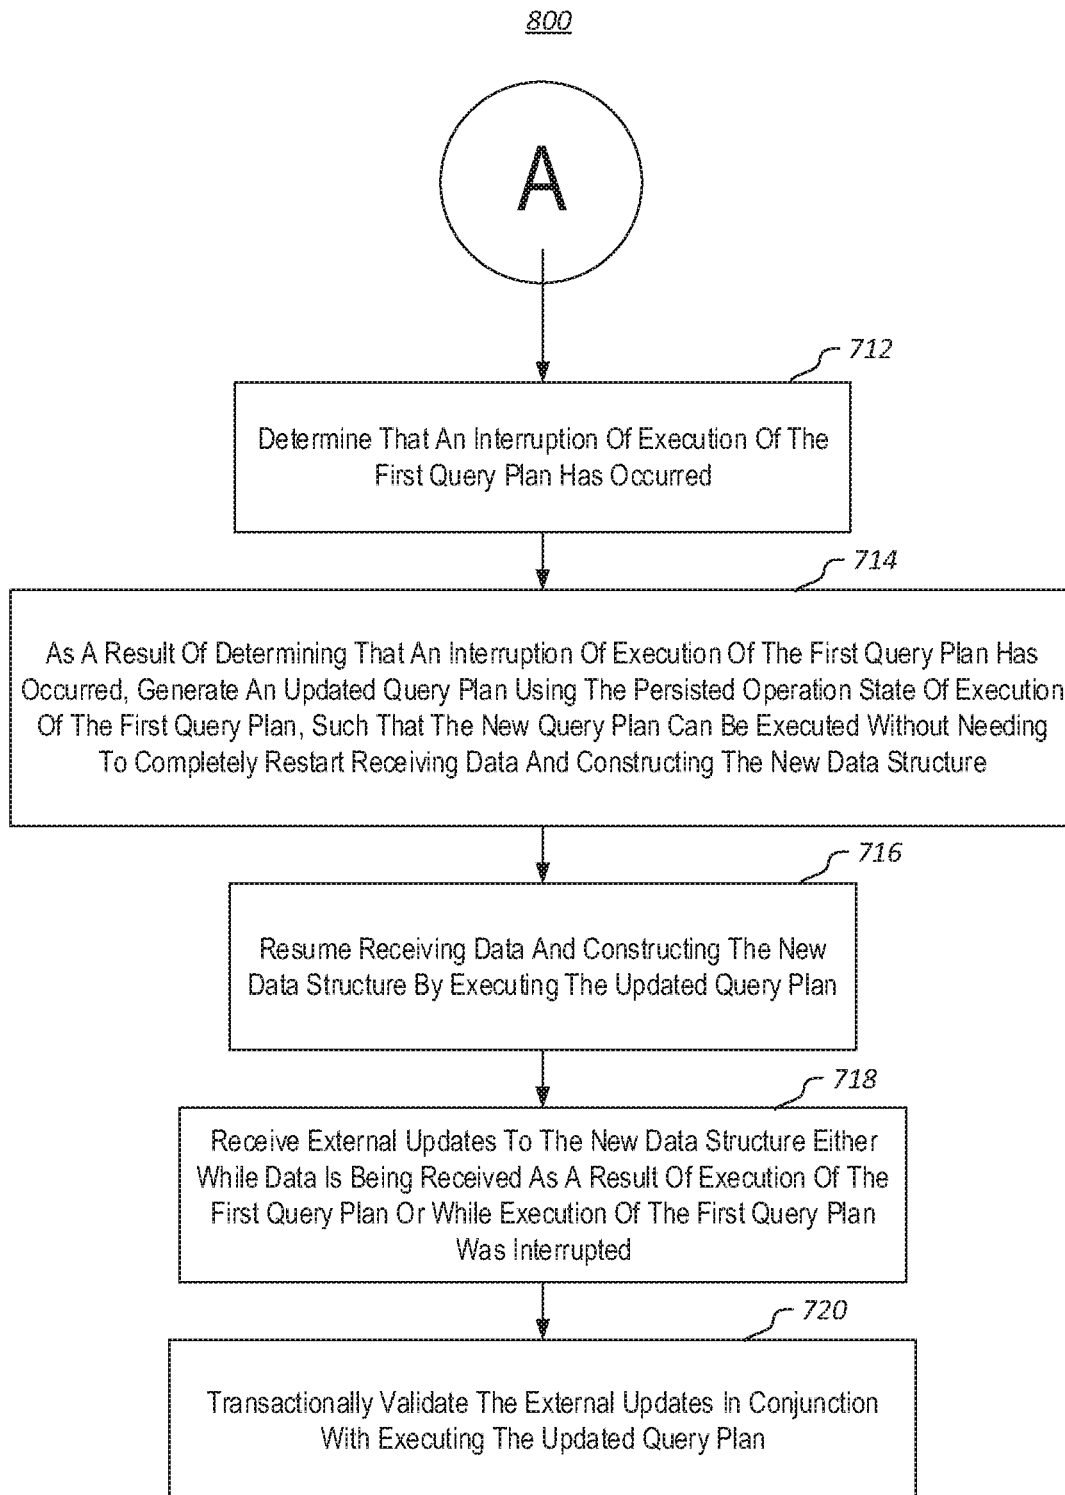 800
A
712
Determine That An Interruption Of Execution Of The
First Query Plan Has Occurred
714
As A Result Of Determining That An Interruption Of Execution Of The First Query Plan Has
Occurred, Generate An Updated Query Plan Using The Persisted Operation State Of Execution
Of The First Query Plan, Such That The New Query Plan Can Be Executed Without Needing
To Completely Restart Receiving Data And Constructing The New Data Structure
716
Resume Receiving Data And Constructing The New
Data Structure By Executing The Updated Query Plan
718
Receive External Updates To The New Data Structure Either
While Data Is Being Received As A Result Of Execution Of The
First Query Plan Or While Execution Of The First Query Plan
Was Interrupted
720
Transactionally Validate The External Updates In Conjunction
With Executing The Updated Query Plan